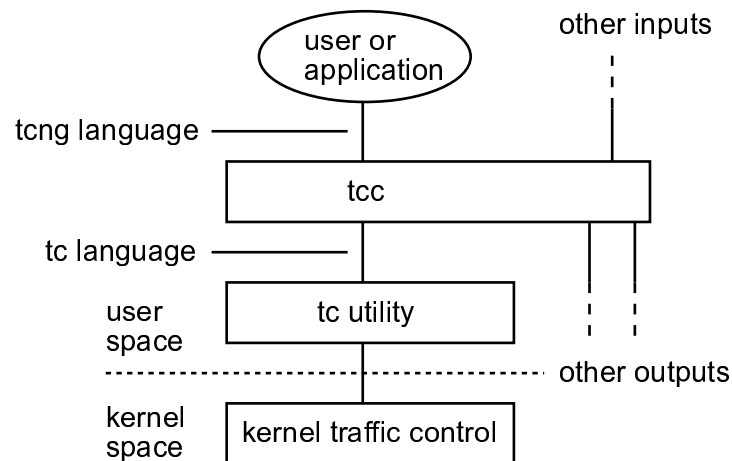 user or
application
other inputs
tcng language
tcc
tc language
user
space
tc utility
other outputs
kernel
space
kernel traffic control